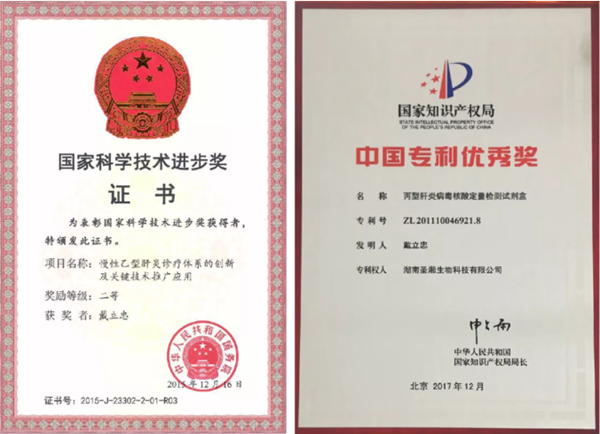 国家科学技术进步奖
证书
为表彰国家科学技术进步奖获得者，
特颁发此证书。
项目名称： 慢性乙型肝炎诊疗体系的创新
及关键技术推广应用
奖励等级： 二等
获奖者： 戴立忠
中华人民共和国国务院
2015年12月16日
证书号： 2015-J-23302-2-01-R03
国家知识产权局
STATE INTELLECTUAL PROPERTY OFFICE
OF THE PEOPLE'S REPUBLIC OF CHINA
中国专利优秀奖
名称 丙型肝炎病毒核酸定量检测试剂盒
专利号 ZL 201110046921.8
发明人 戴立忠
专利权人 湖南圣湘生物科技有限公司
申长雨
中华人民共和国
国家知识产权局局长
北京 2017年12月